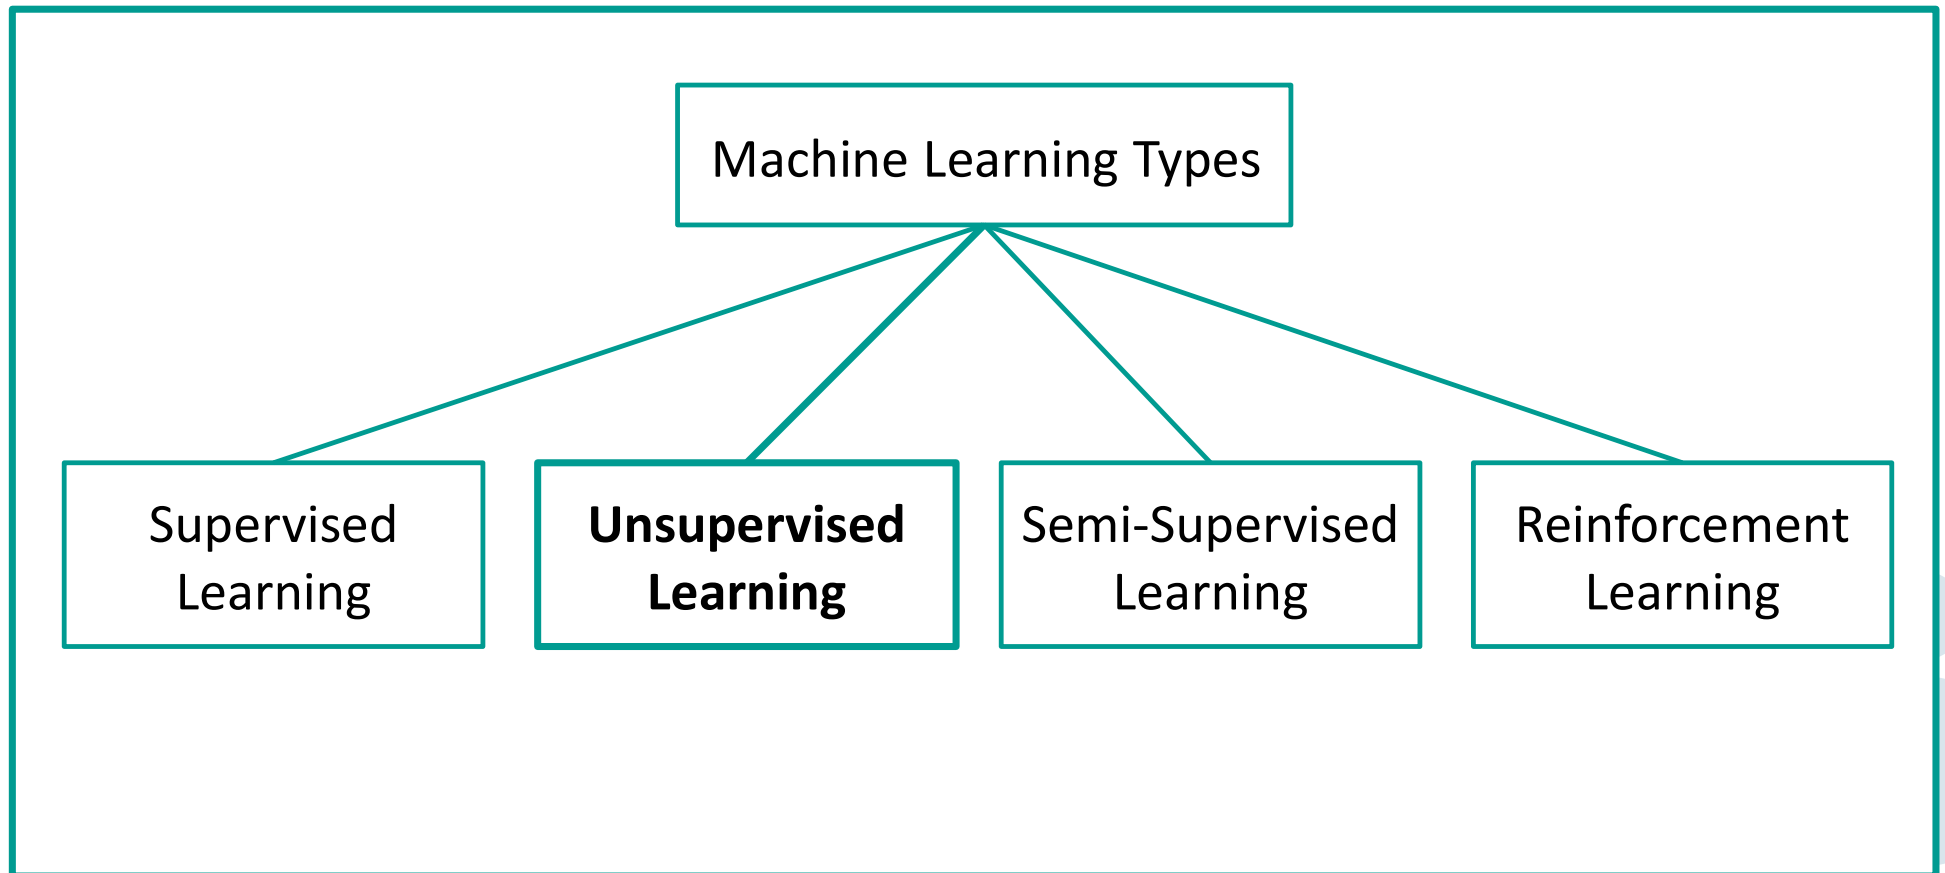 Machine Learning Types
Supervised
Learning
Unsupervised
Learning
Semi-Supervised
Learning
Reinforcement
Learning